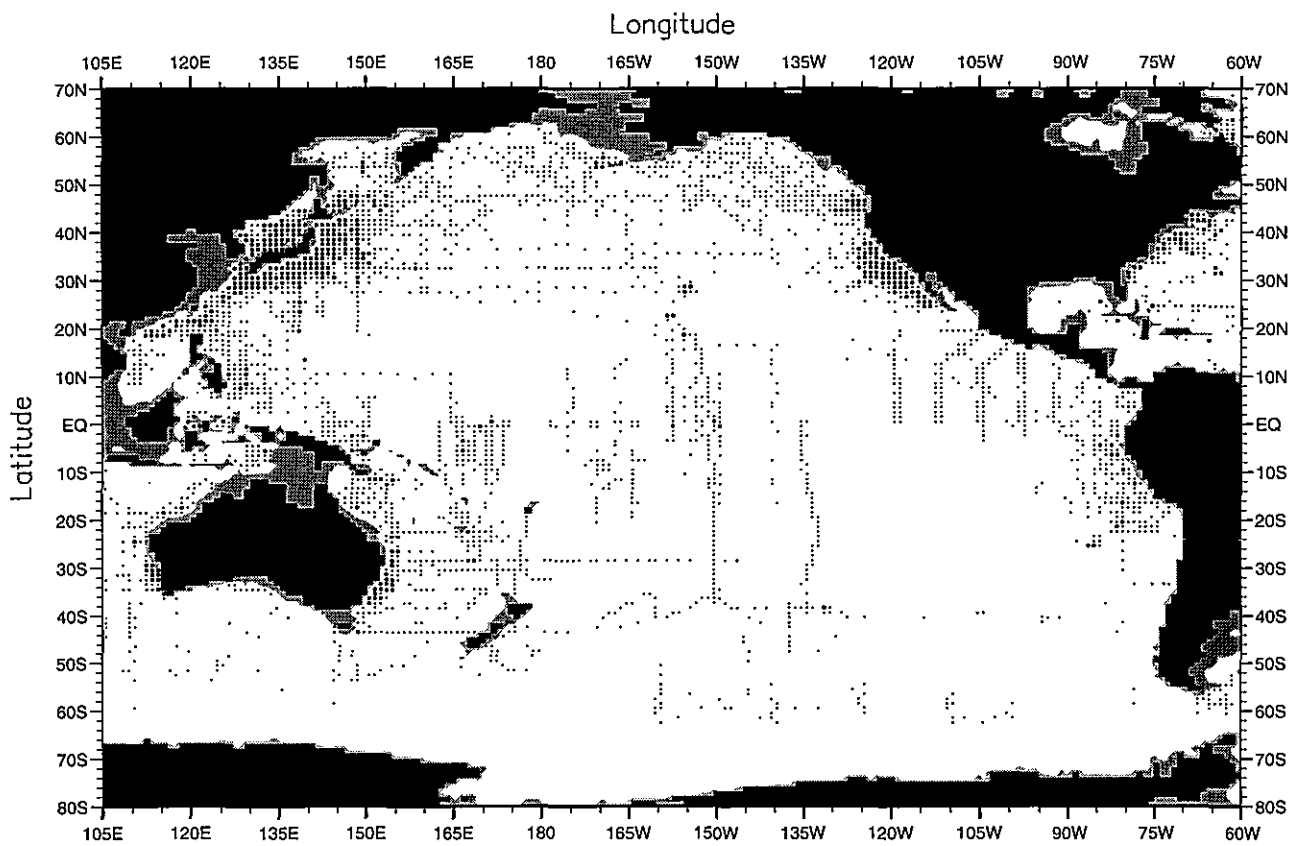 Longitude
105E 120E 135E 150E 165E 180 165W 150W 135W 120W 105W 90W 75W 60W
70N 70N
60N 60N
50N 50N
40N 40N
30N 30N
20N 20N
10N 10N
EQ EQ
10S 10S
20S 20S
30S 30S
40S 40S
50S 50S
60S 60S
70S 70S
80S 80S
Latitude
105E 120E 135E 150E 165E 180 165W 150W 135W 120W 105W 90W 75W 60W